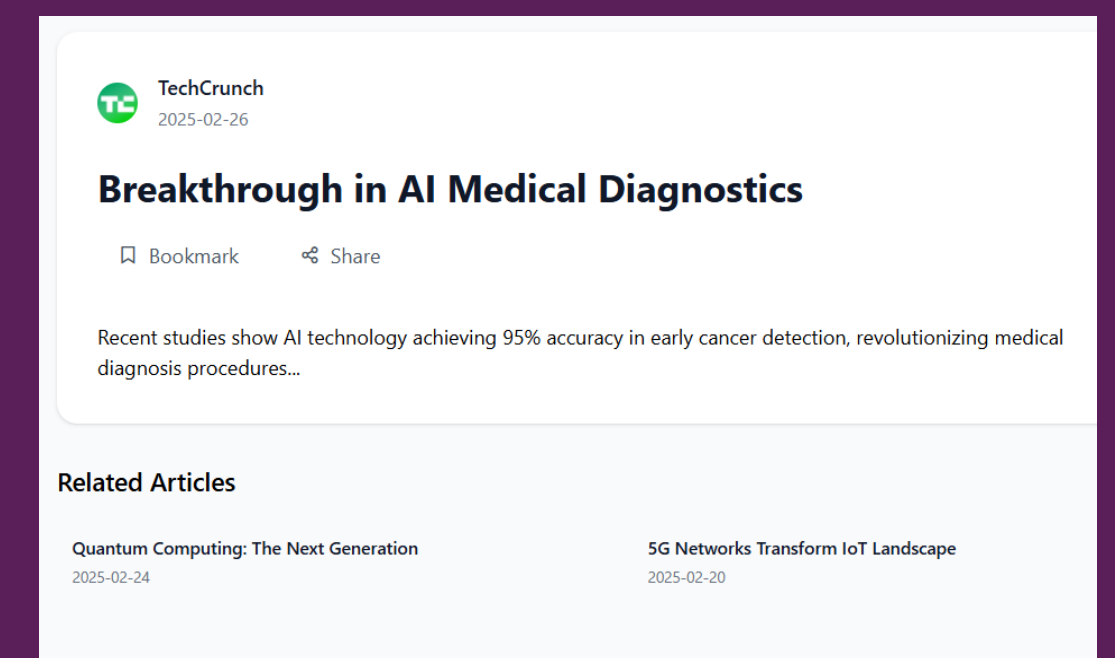 TC
TechCrunch
2025-02-26
Breakthrough in AI Medical Diagnostics
Bookmark
Share
Recent studies show AI technology achieving 95% accuracy in early cancer detection, revolutionizing medical
diagnosis procedures...
Related Articles
Quantum Computing: The Next Generation
2025-02-24
5G Networks Transform IoT Landscape
2025-02-20